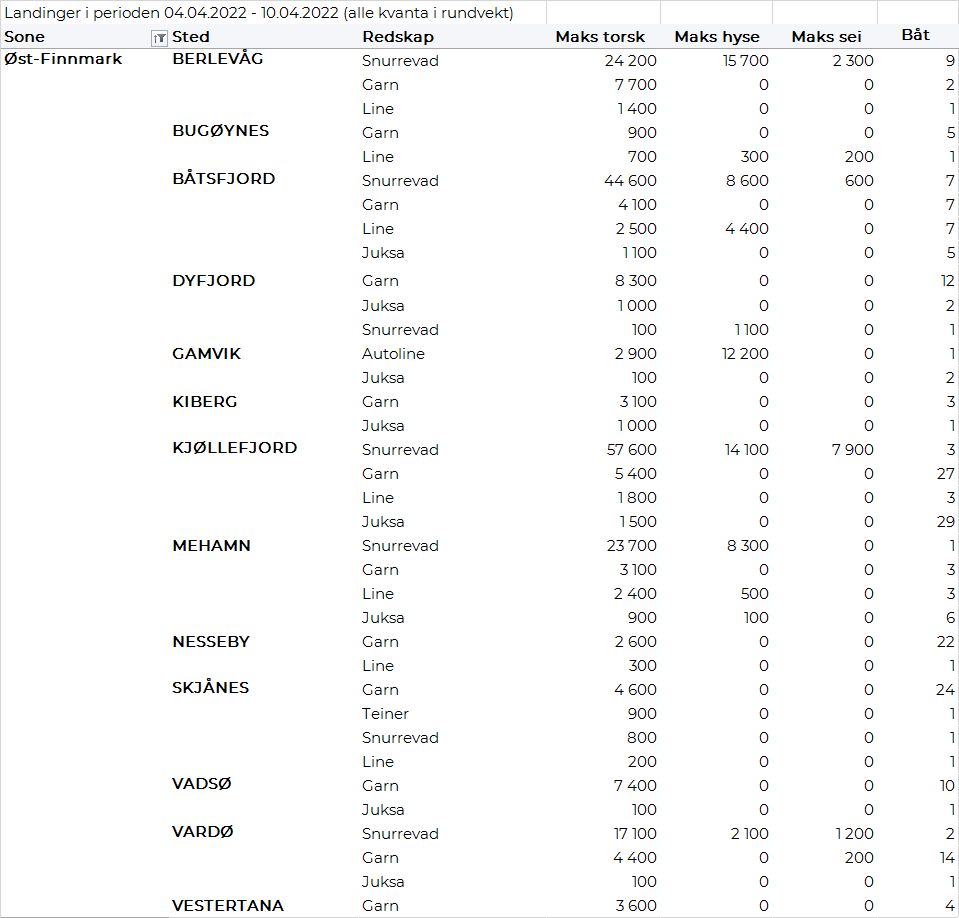 Landinger i perioden 04.04.2022 - 10.04.2022 (alle kvanta i rundvekt)
Sone Sted Redskap Maks torsk Maks hyse Maks sei Båt
Øst-Finnmark BERLEVÅG Snurrevad 24 200 15 700 2 300 9
Garn 7 700 0 0 2
Line 1 400 0 0 1
BUGØYNES Garn 900 0 0 5
Line 700 300 200 1
BÅTSFJORD Snurrevad 44 600 8 600 600 7
Garn 4 100 0 0 7
Line 2 500 4 400 0 7
Juksa 1 100 0 0 5
DYFJORD Garn 8 300 0 0 12
Juksa 1 000 0 0 2
Snurrevad 100 1 100 0 1
GAMVIK Autoline 2 900 12 200 0 1
Juksa 100 0 0 2
KIBERG Garn 3 100 0 0 3
Juksa 1 000 0 0 1
KJØLLEFJORD Snurrevad 57 600 14 100 7 900 3
Garn 5 400 0 0 27
Line 1 800 0 0 3
Juksa 1 500 0 0 29
MEHAMN Snurrevad 23 700 8 300 0 1
Garn 3 100 0 0 3
Line 2 400 500 0 3
Juksa 900 100 0 6
NESSEBY Garn 2 600 0 0 22
Line 300 0 0 1
SKJÅNES Garn 4 600 0 0 24
Teiner 900 0 0 1
Snurrevad 800 0 0 1
Line 200 0 0 1
VADSØ Garn 7 400 0 0 10
Juksa 100 0 0 1
VARDØ Snurrevad 17 100 2 100 1 200 2
Garn 4 400 0 200 14
Juksa 100 0 0 1
VESTERTANA Garn 3 600 0 0 4